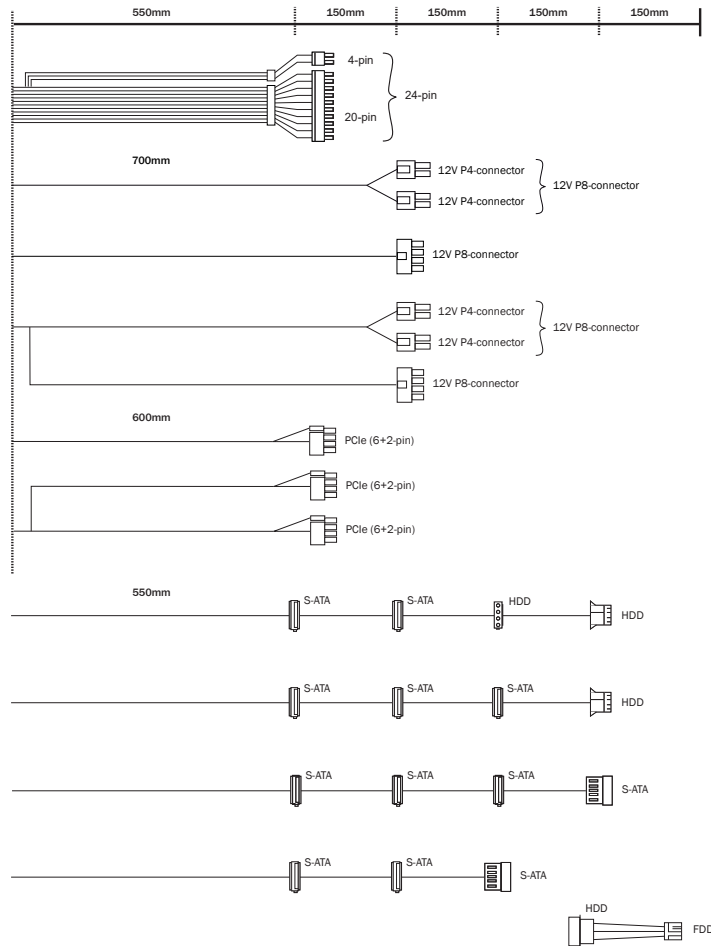 550mm 150mm 150mm 150mm 150mm
4-pin
24-pin
20-pin
700mm
12V P4-connector
12V P8-connector
12V P4-connector
12V P8-connector
12V P4-connector
12V P8-connector
12V P4-connector
12V P8-connector
600mm
PCIe (6+2-pin)
PCIe (6+2-pin)
PCIe (6+2-pin)
550mm
S-ATA S-ATA HDD
HDD
S-ATA S-ATA S-ATA
HDD
S-ATA S-ATA S-ATA
S-ATA
S-ATA S-ATA
S-ATA
HDD
FDD